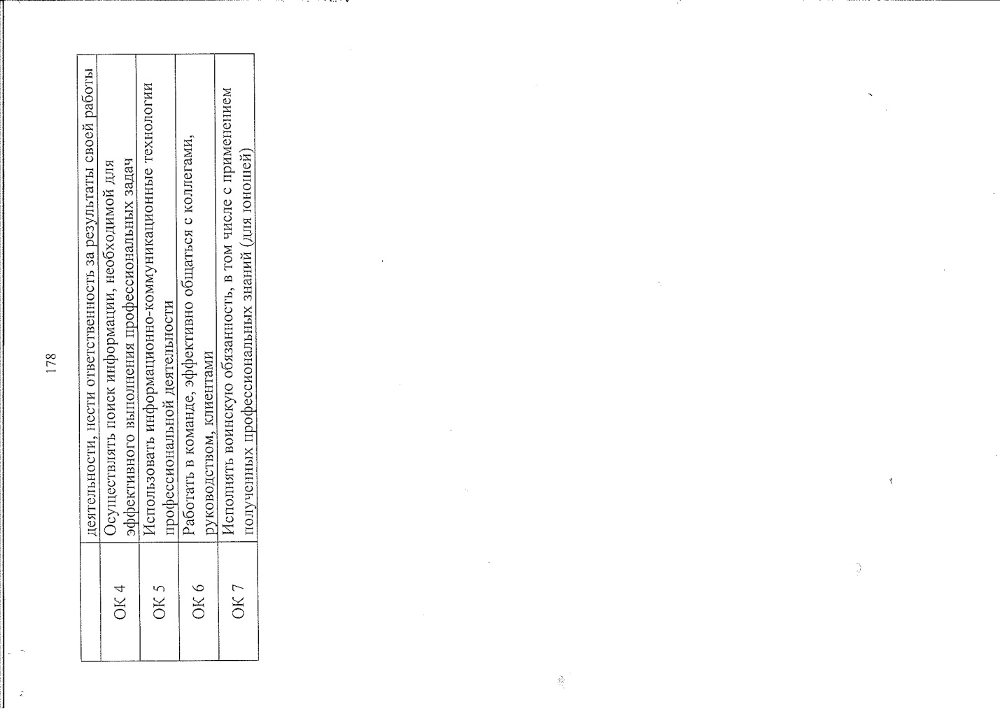 178
деятельности, нести ответственность за результаты своей работы
ОК 4
Осуществлять поиск информации, необходимой для
эффективного выполнения профессиональных задач
ОК 5
Использовать информационно-коммуникационные технологии
профессиональной деятельности
ОК 6
Работать в команде, эффективно общаться с коллегами,
руководством, клиентами
ОК 7
Исполнять воинскую обязанность, в том числе с применением
полученных профессиональных знаний (для юношей)